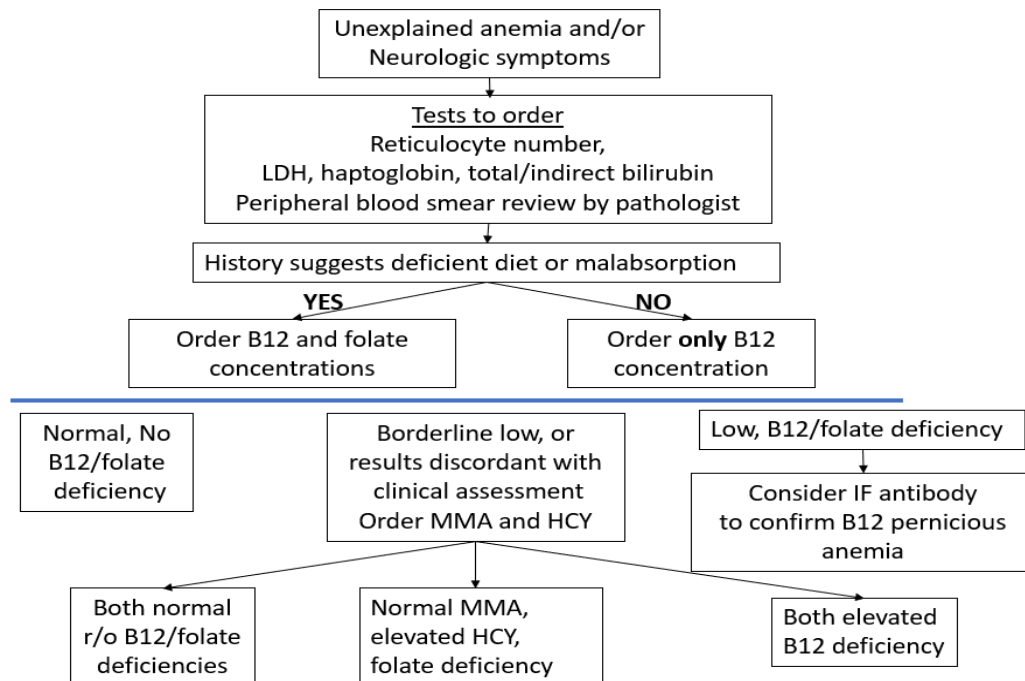 Unexplained anemia and/or
Neurologic symptoms
Tests to order
Reticulocyte number,
LDH, haptoglobin, total/indirect bilirubin
Peripheral blood smear review by pathologist
History suggests deficient diet or malabsorption
YES
NO
Order B12 and folate
concentrations
Order only B12
concentration
Normal, No
B12/folate
deficiency
Borderline low, or
results discordant with
clinical assessment
Order MMA and HCY
Low, B12/folate deficiency
Consider IF antibody
to confirm B12 pernicious
anemia
Both normal
r/o B12/folate
deficiencies
Normal MMA,
elevated HCY,
folate deficiency
Both elevated
B12 deficiency